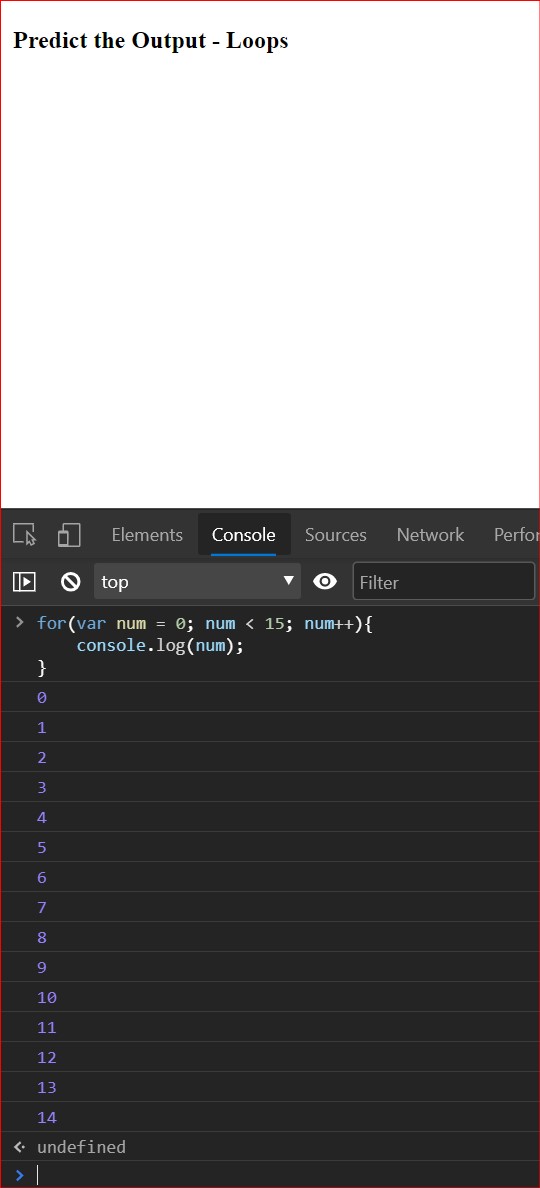 Predict the Output - Loops
Elements Console Sources Network Perfor
top Filter
for(var num = 0; num < 15; num++){
    console.log(num);
}
0
1
2
3
4
5
6
7
8
9
10
11
12
13
14
undefined